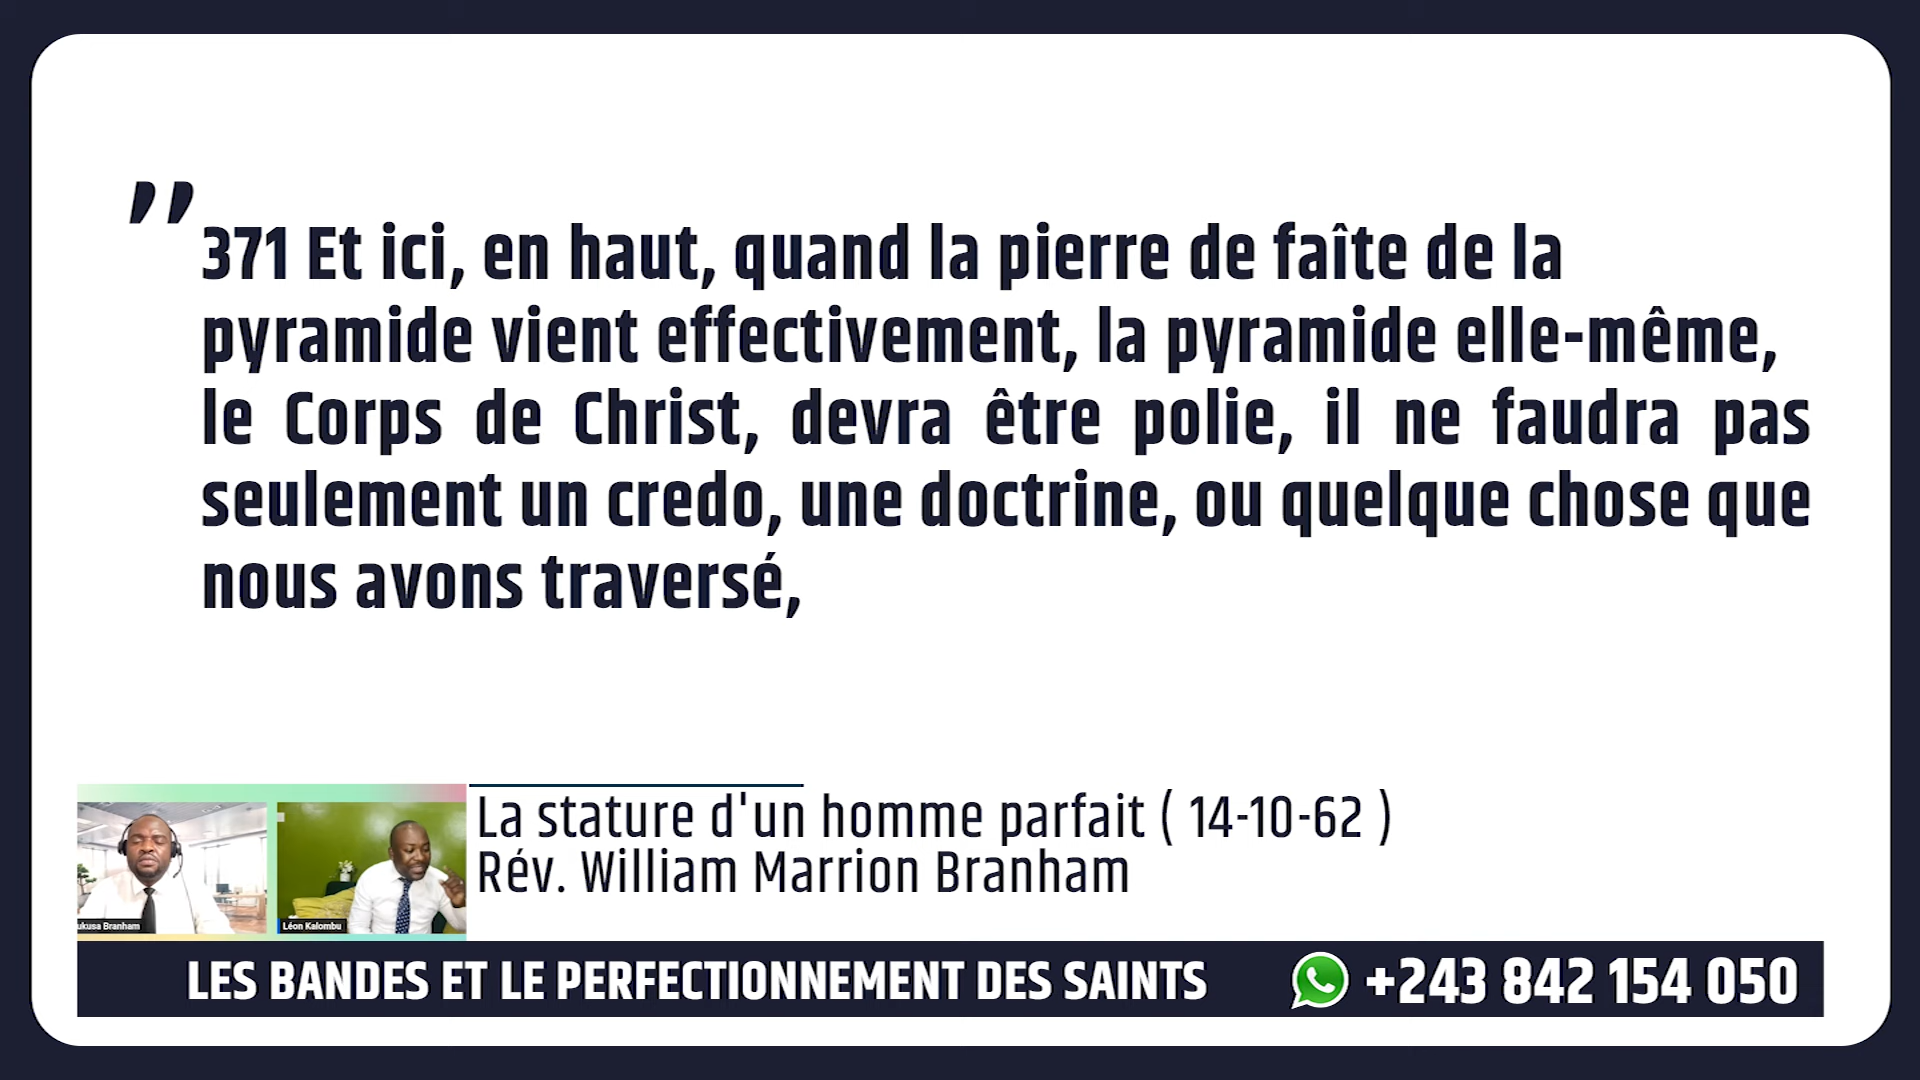 ”
371 Et ici, en haut, quand la pierre de faîte de la
pyramide vient effectivement, la pyramide elle-même,
le Corps de Christ, devra être polie, il ne faudra pas
seulement un credo, une doctrine, ou quelque chose que
nous avons traversé,
La stature d'un homme parfait ( 14-10-62 )
Rév. William Marrion Branham
ukusa Branham
Léon Kalombu
LES BANDES ET LE PERFECTIONNEMENT DES SAINTS
+243 842 154 050